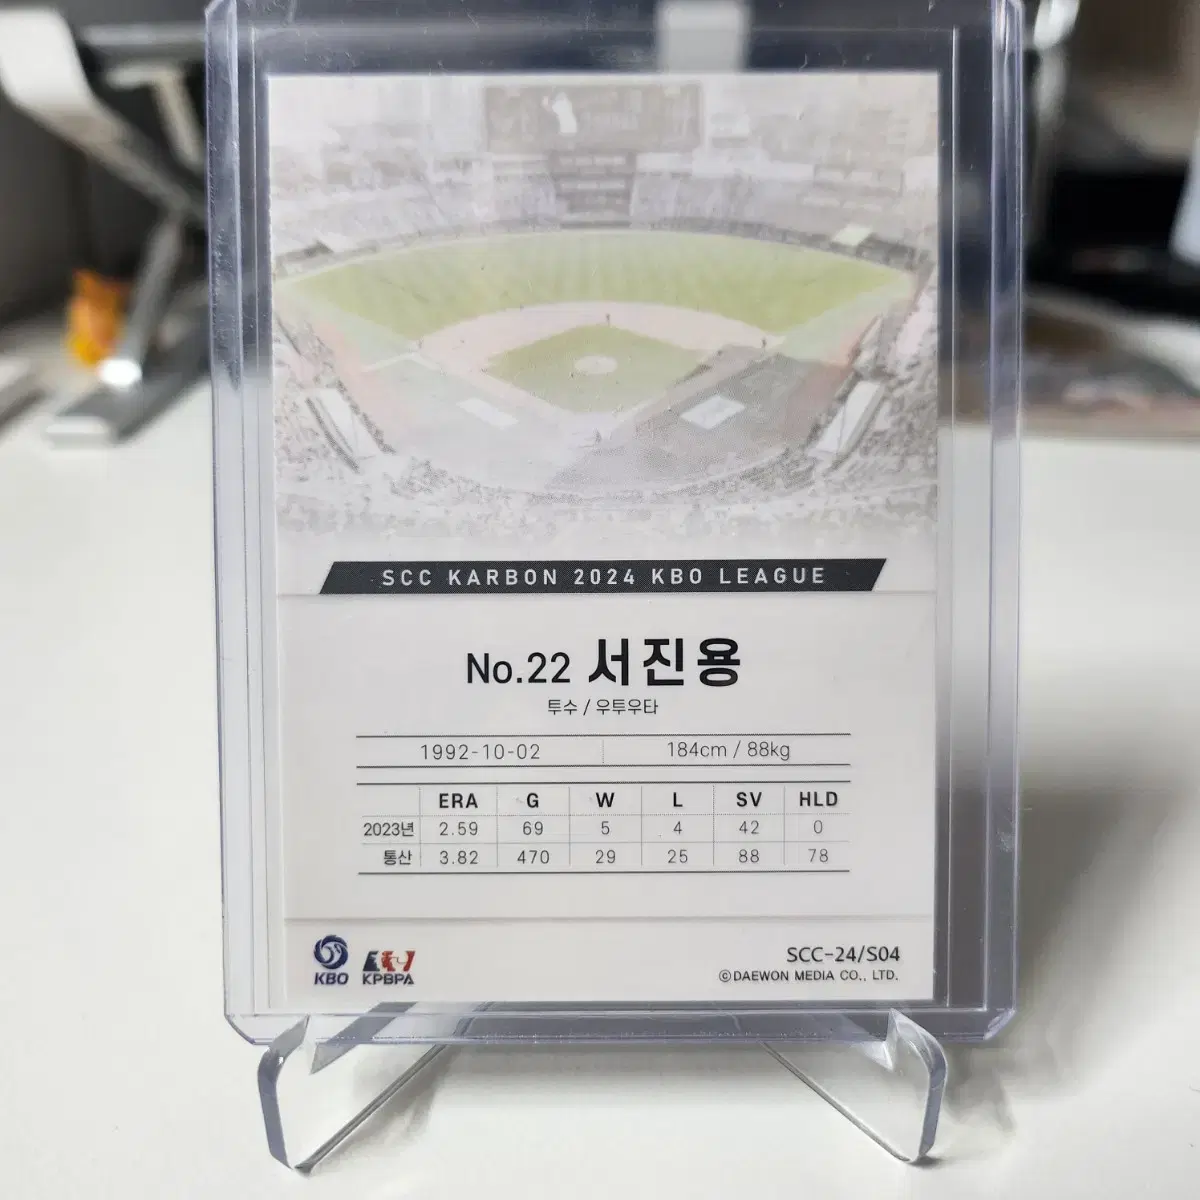 SCC KARBON 2024 KBO LEAGUE
No.22 서진용
투수 / 우투우타
1992-10-02 184cm / 88kg
ERA G W L SV HLD
2023년 2.59 69 5 4 42 0
통산 3.82 470 29 25 88 78
KBO KPBPA
SCC-24/S04
©DAEWON MEDIA CO., LTD.